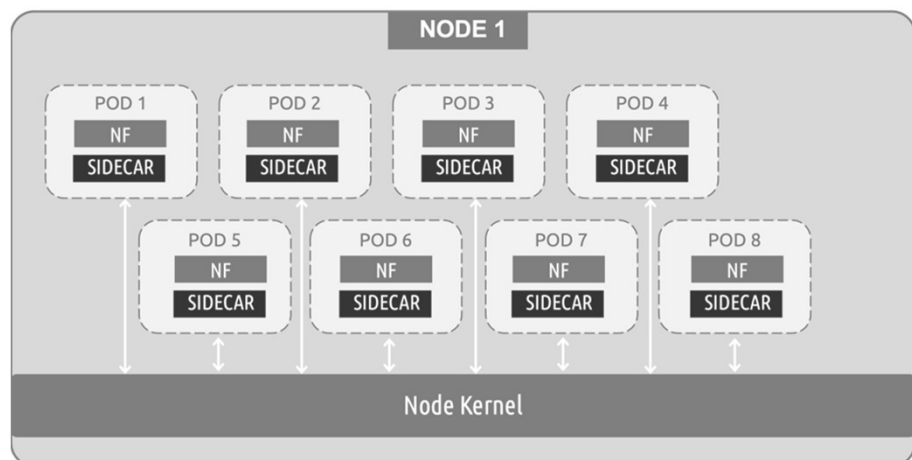 NODE 1
POD 1
NF
SIDECAR
POD 2
NF
SIDECAR
POD 3
NF
SIDECAR
POD 4
NF
SIDECAR
POD 5
NF
SIDECAR
POD 6
NF
SIDECAR
POD 7
NF
SIDECAR
POD 8
NF
SIDECAR
Node Kernel